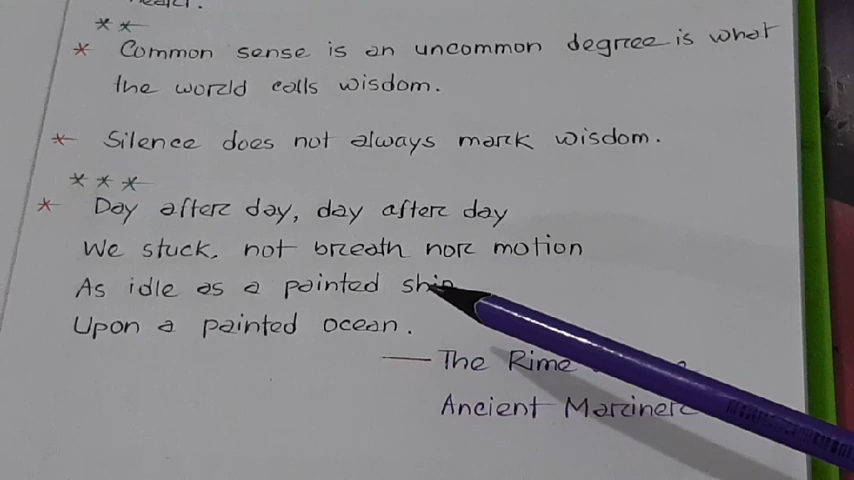 * *
* Common sense is an uncommon degree is what
the world calls wisdom.
* Silence does not always mark wisdom.
* * *
* Day after day, day after day
We stuck, not breath nor motion
As idle as a painted ship
Upon a painted ocean.
— The Rime
Ancient Mariner